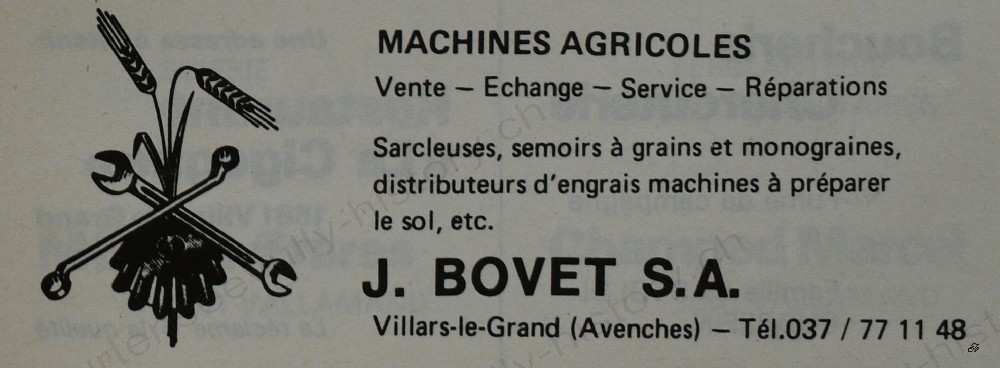 MACHINES AGRICOLES
Vente – Echange – Service – Réparations
Sarcleuses, semoirs à grains et monograines,
distributeurs d'engrais machines à préparer
le sol, etc.
J. BOVET S.A.
Villars-le-Grand (Avenches) – Tél.037 / 77 11 48